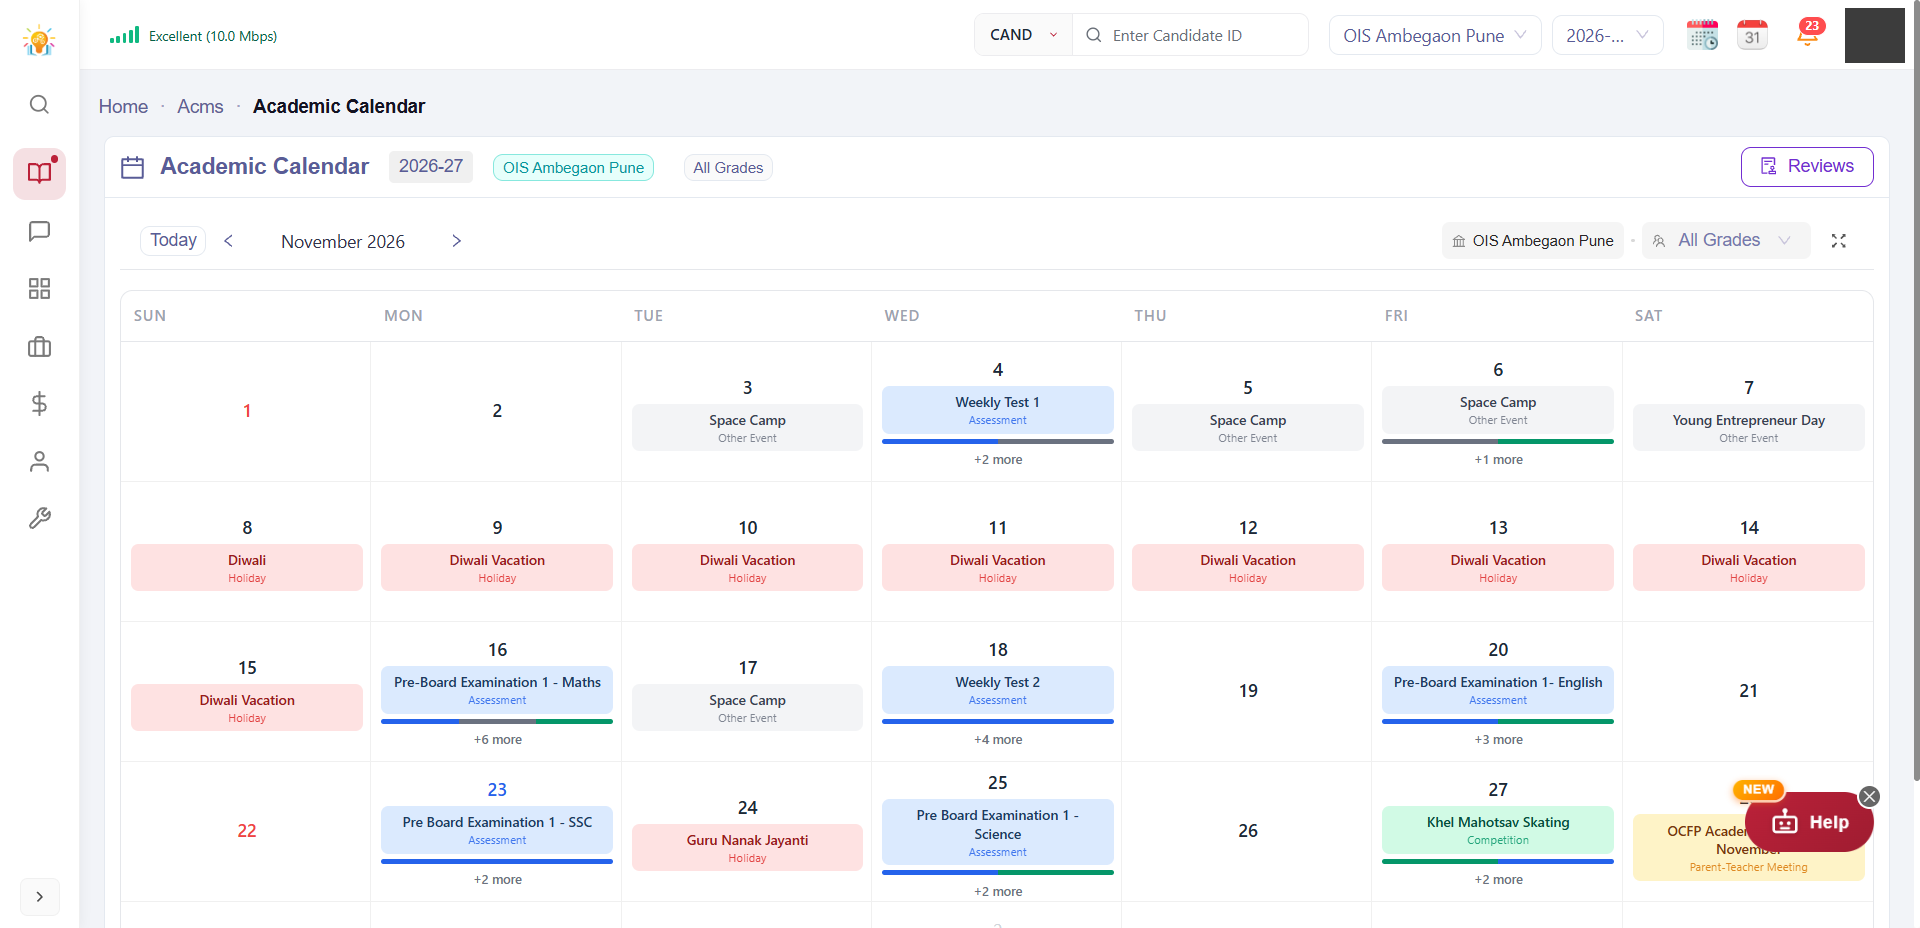 Excellent (10.0 Mbps)
CAND
Enter Candidate ID
OIS Ambegaon Pune
2026-...
31
23
Home · Acms · Academic Calendar
Academic Calendar
2026-27
OIS Ambegaon Pune
All Grades
Reviews
Today
November 2026
OIS Ambegaon Pune
All Grades
SUN MON TUE WED THU FRI SAT
1
2
3
Space Camp
Other Event
4
Weekly Test 1
Assessment
+2 more
5
Space Camp
Other Event
6
Space Camp
Other Event
+1 more
7
Young Entrepreneur Day
Other Event
8
Diwali
Holiday
9
Diwali Vacation
Holiday
10
Diwali Vacation
Holiday
11
Diwali Vacation
Holiday
12
Diwali Vacation
Holiday
13
Diwali Vacation
Holiday
14
Diwali Vacation
Holiday
15
Diwali Vacation
Holiday
16
Pre-Board Examination 1 - Maths
Assessment
+6 more
17
Space Camp
Other Event
18
Weekly Test 2
Assessment
+4 more
19
20
Pre-Board Examination 1- English
Assessment
+3 more
21
22
23
Pre Board Examination 1 - SSC
Assessment
+2 more
24
Guru Nanak Jayanti
Holiday
25
Pre Board Examination 1 -
Science
Assessment
+2 more
26
27
Khel Mahotsav Skating
Competition
+2 more
OCFP
Parent-Teacher Meeting
NEW
Help